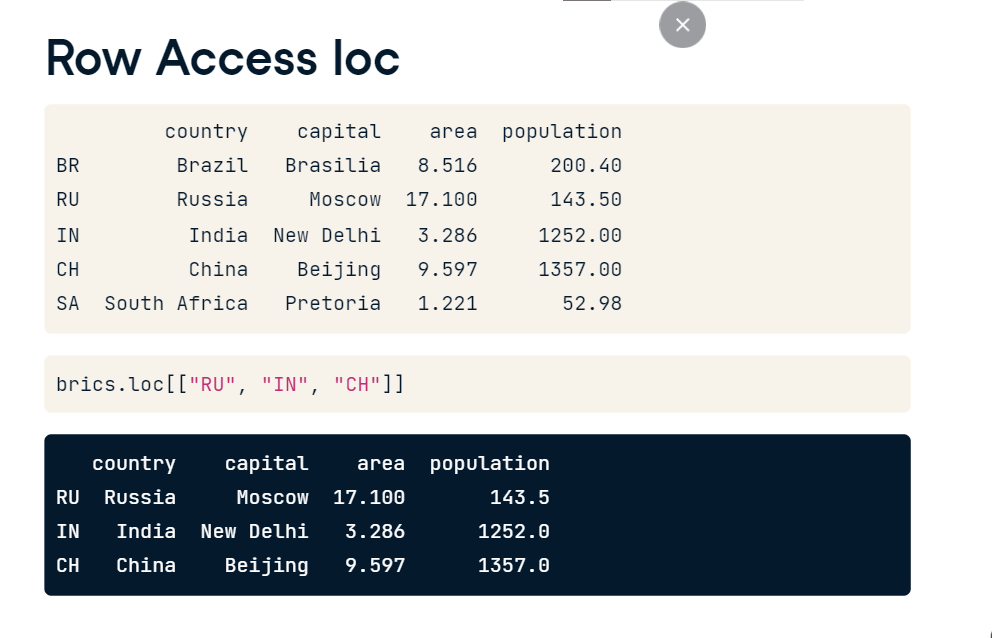 Row Access loc
country capital area population
BR Brazil Brasilia 8.516 200.40
RU Russia Moscow 17.100 143.50
IN India New Delhi 3.286 1252.00
CH China Beijing 9.597 1357.00
SA South Africa Pretoria 1.221 52.98
brics.loc[["RU", "IN", "CH"]]
country capital area population
RU Russia Moscow 17.100 143.5
IN India New Delhi 3.286 1252.0
CH China Beijing 9.597 1357.0